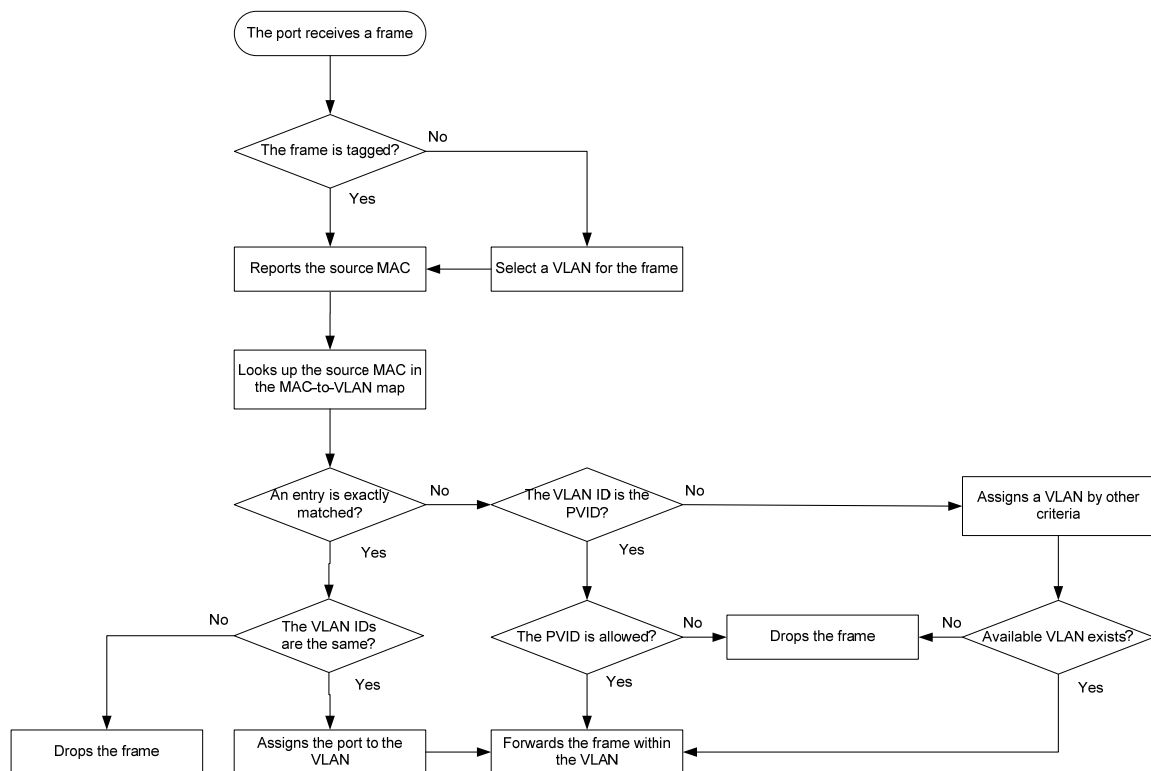 The port receives a frame
The frame is tagged?
No
Yes
Reports the source MAC
Select a VLAN for the frame
Looks up the source MAC in
the MAC-to-VLAN map
An entry is exactly
matched?
No
The VLAN ID is the
PVID?
No
Assigns a VLAN by other
criteria
Yes
Yes
No
The VLAN IDs
are the same?
The PVID is allowed?
No
Drops the frame
No
Available VLAN exists?
Yes
Yes
Yes
Drops the frame
Assigns the port to the
VLAN
Forwards the frame within
the VLAN